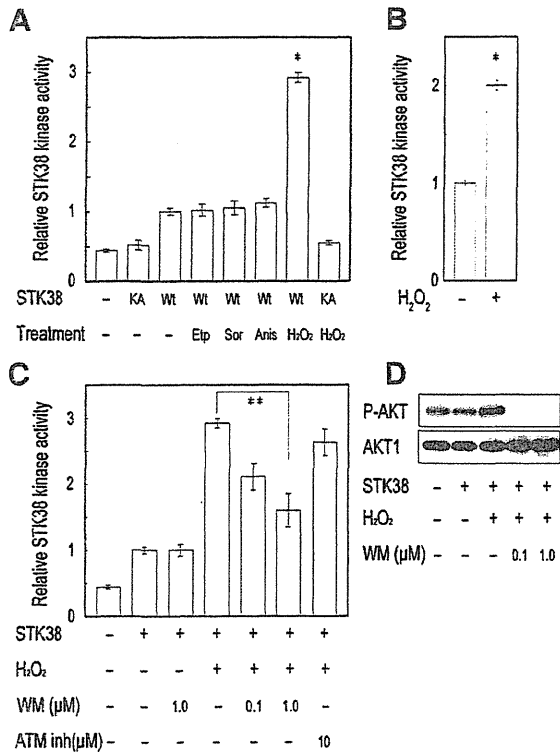 A
Relative STK38 kinase activity
3
2
1
0
*
STK38 – KA Wt Wt Wt Wt Wt KA
Treatment – – – Etp Sor Anis H₂O₂ H₂O₂
B
Relative STK38 kinase activity
2
1
0
*
H₂O₂ – +
C
Relative STK38 kinase activity
3
2
1
0
**
STK38 – + + + + + +
H₂O₂ – – – + + + +
WM (μM) – – 1.0 – 0.1 1.0 –
ATM inh(μM) – – – – – – 10
D
P-AKT
AKT1
STK38 – + + + +
H₂O₂ – – + + +
WM (μM) – – – 0.1 1.0